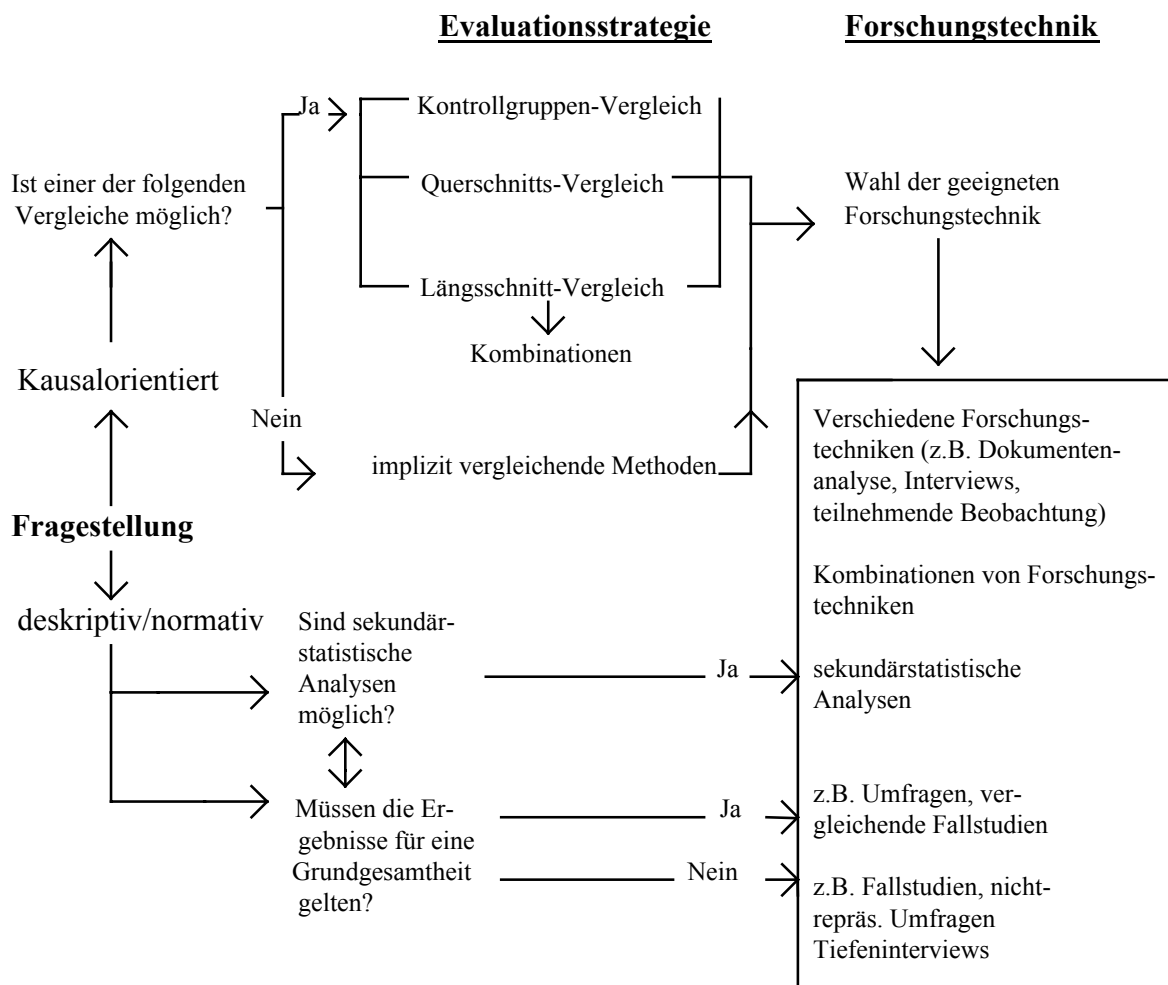 Evaluationsstrategie
Forschungstechnik
Ja
Kontrollgruppen-Vergleich
Ist einer der folgenden
Vergleiche möglich?
Querschnitts-Vergleich
Wahl der geeigneten
Forschungstechnik
Längsschnitt-Vergleich
Kombinationen
Kausalorientiert
Nein
implizit vergleichende Methoden
Verschiedene Forschungs-
techniken (z.B. Dokumenten-
analyse, Interviews,
teilnehmende Beobachtung)
Fragestellung
Kombinationen von Forschungs-
techniken
deskriptiv/normativ
Sind sekundär-
statistische
Analysen
möglich?
Ja
sekundärstatistische
Analysen
Müssen die Er-
gebnisse für eine
Grundgesamtheit
gelten?
Ja
z.B. Umfragen, ver-
gleichende Fallstudien
Nein
z.B. Fallstudien, nicht-
repräs. Umfragen
Tiefeninterviews